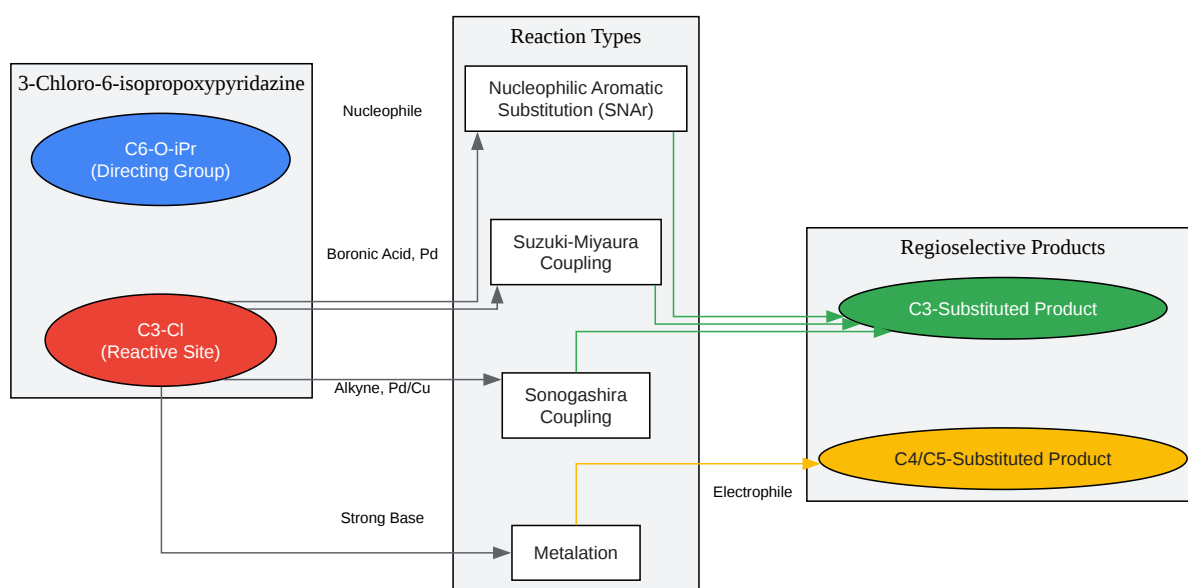 3-Chloro-6-isopropoxypyridazine
C6-O-iPr
(Directing Group)
C3-Cl
(Reactive Site)
Nucleophile
Boronic Acid, Pd
Alkyne, Pd/Cu
Strong Base
Reaction Types
Nucleophilic Aromatic
Substitution (SNAr)
Suzuki-Miyaura
Coupling
Sonogashira
Coupling
Metalation
Electrophile
Regioselective Products
C3-Substituted Product
C4/C5-Substituted Product